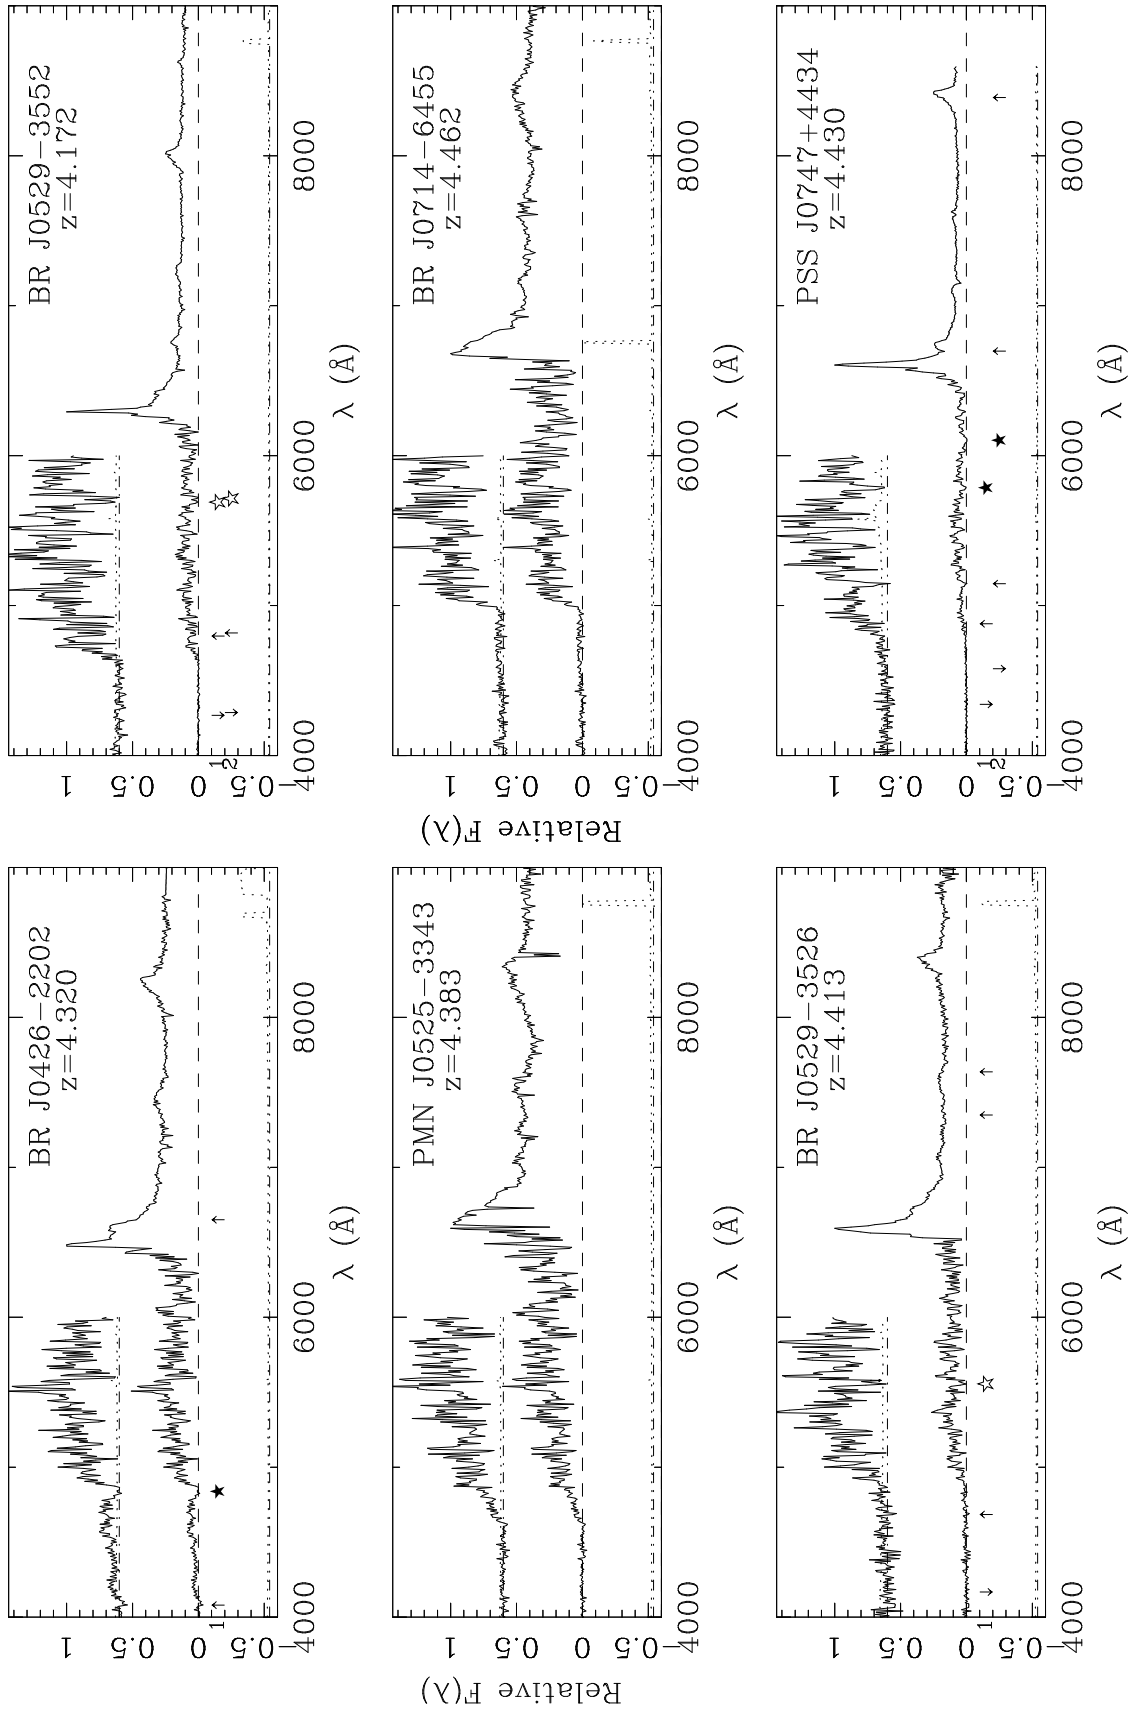 BR J0426−2202
z=4.320
1
0.5
0
1
−0.5
4000
6000
8000
λ (Å)
BR J0529−3552
z=4.172
1
0.5
0
1
2
−0.5
4000
6000
8000
λ (Å)
PMN J0525−3343
z=4.383
Relative F(λ)
1
0.5
0
−0.5
4000
6000
8000
λ (Å)
BR J0714−6455
z=4.462
Relative F(λ)
1
0.5
0
−0.5
4000
6000
8000
λ (Å)
BR J0529−3526
z=4.413
1
0.5
0
1
−0.5
4000
6000
8000
λ (Å)
PSS J0747+4434
z=4.430
1
0.5
0
1
2
−0.5
4000
6000
8000
λ (Å)